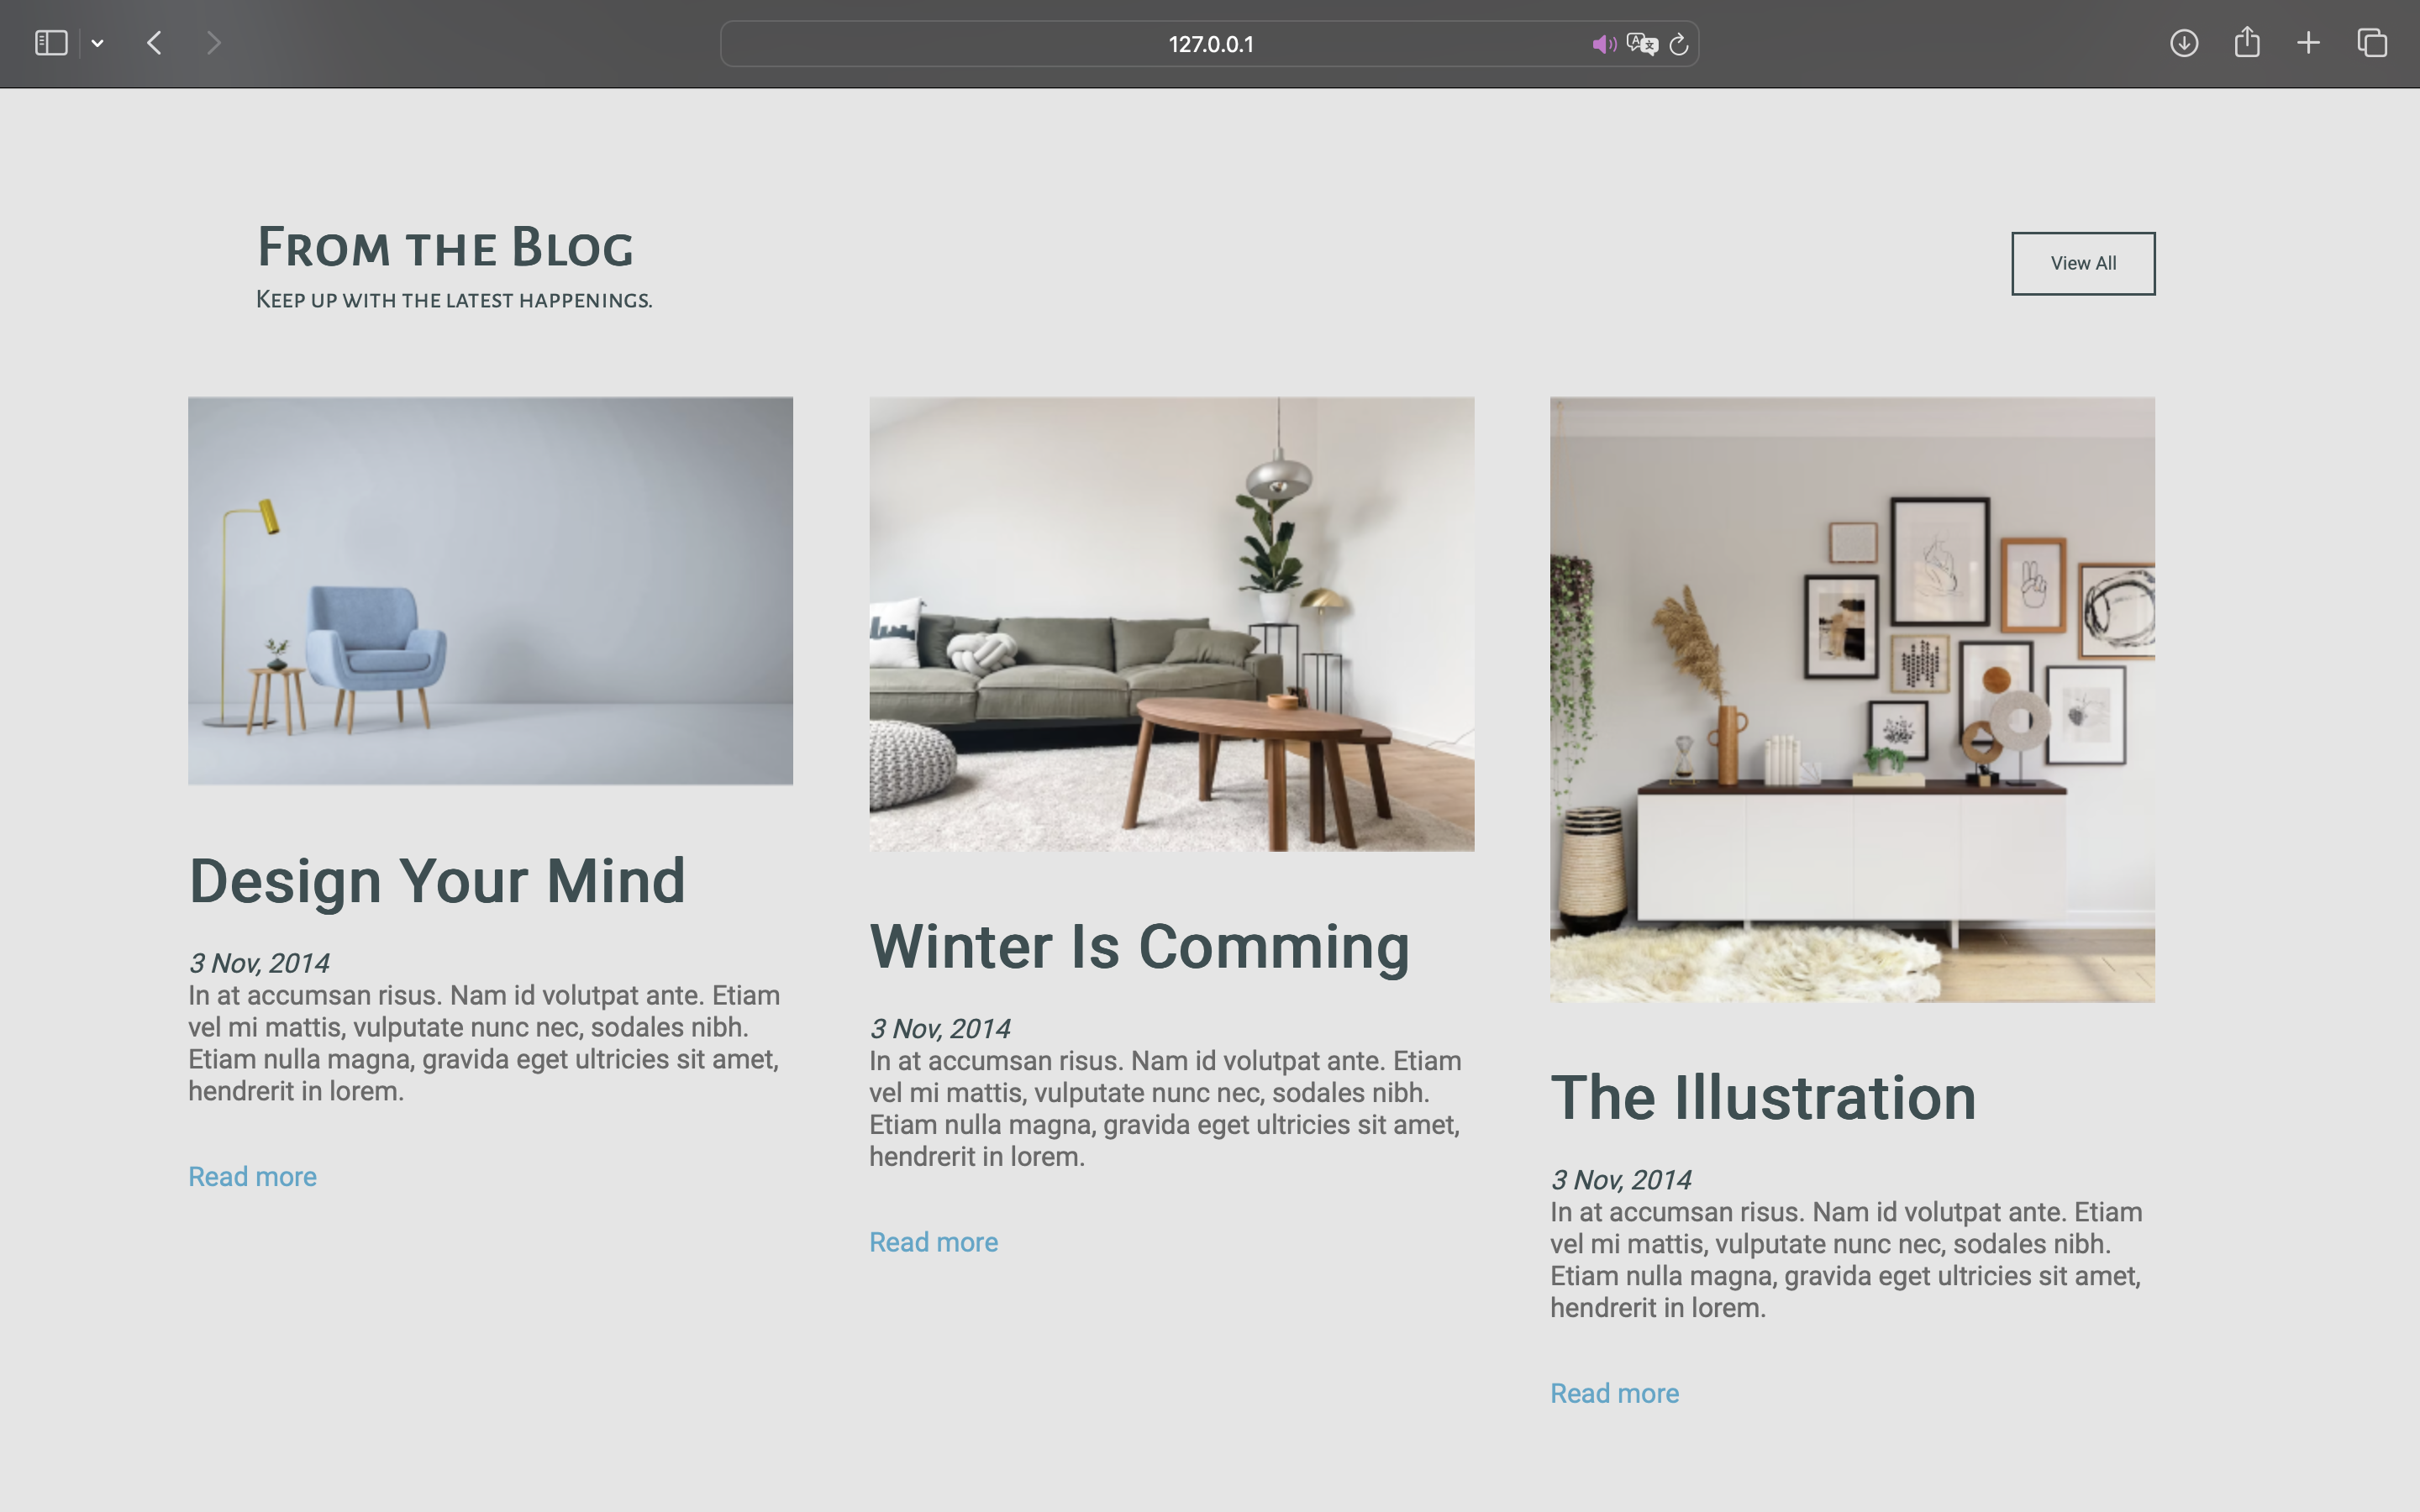 127.0.0.1
From the Blog
Keep up with the latest happenings.
View All
Design Your Mind
3 Nov, 2014
In at accumsan risus. Nam id volutpat ante. Etiam
vel mi mattis, vulputate nunc nec, sodales nibh.
Etiam nulla magna, gravida eget ultricies sit amet,
hendrerit in lorem.
Read more
Winter Is Comming
3 Nov, 2014
In at accumsan risus. Nam id volutpat ante. Etiam
vel mi mattis, vulputate nunc nec, sodales nibh.
Etiam nulla magna, gravida eget ultricies sit amet,
hendrerit in lorem.
Read more
The Illustration
3 Nov, 2014
In at accumsan risus. Nam id volutpat ante. Etiam
vel mi mattis, vulputate nunc nec, sodales nibh.
Etiam nulla magna, gravida eget ultricies sit amet,
hendrerit in lorem.
Read more